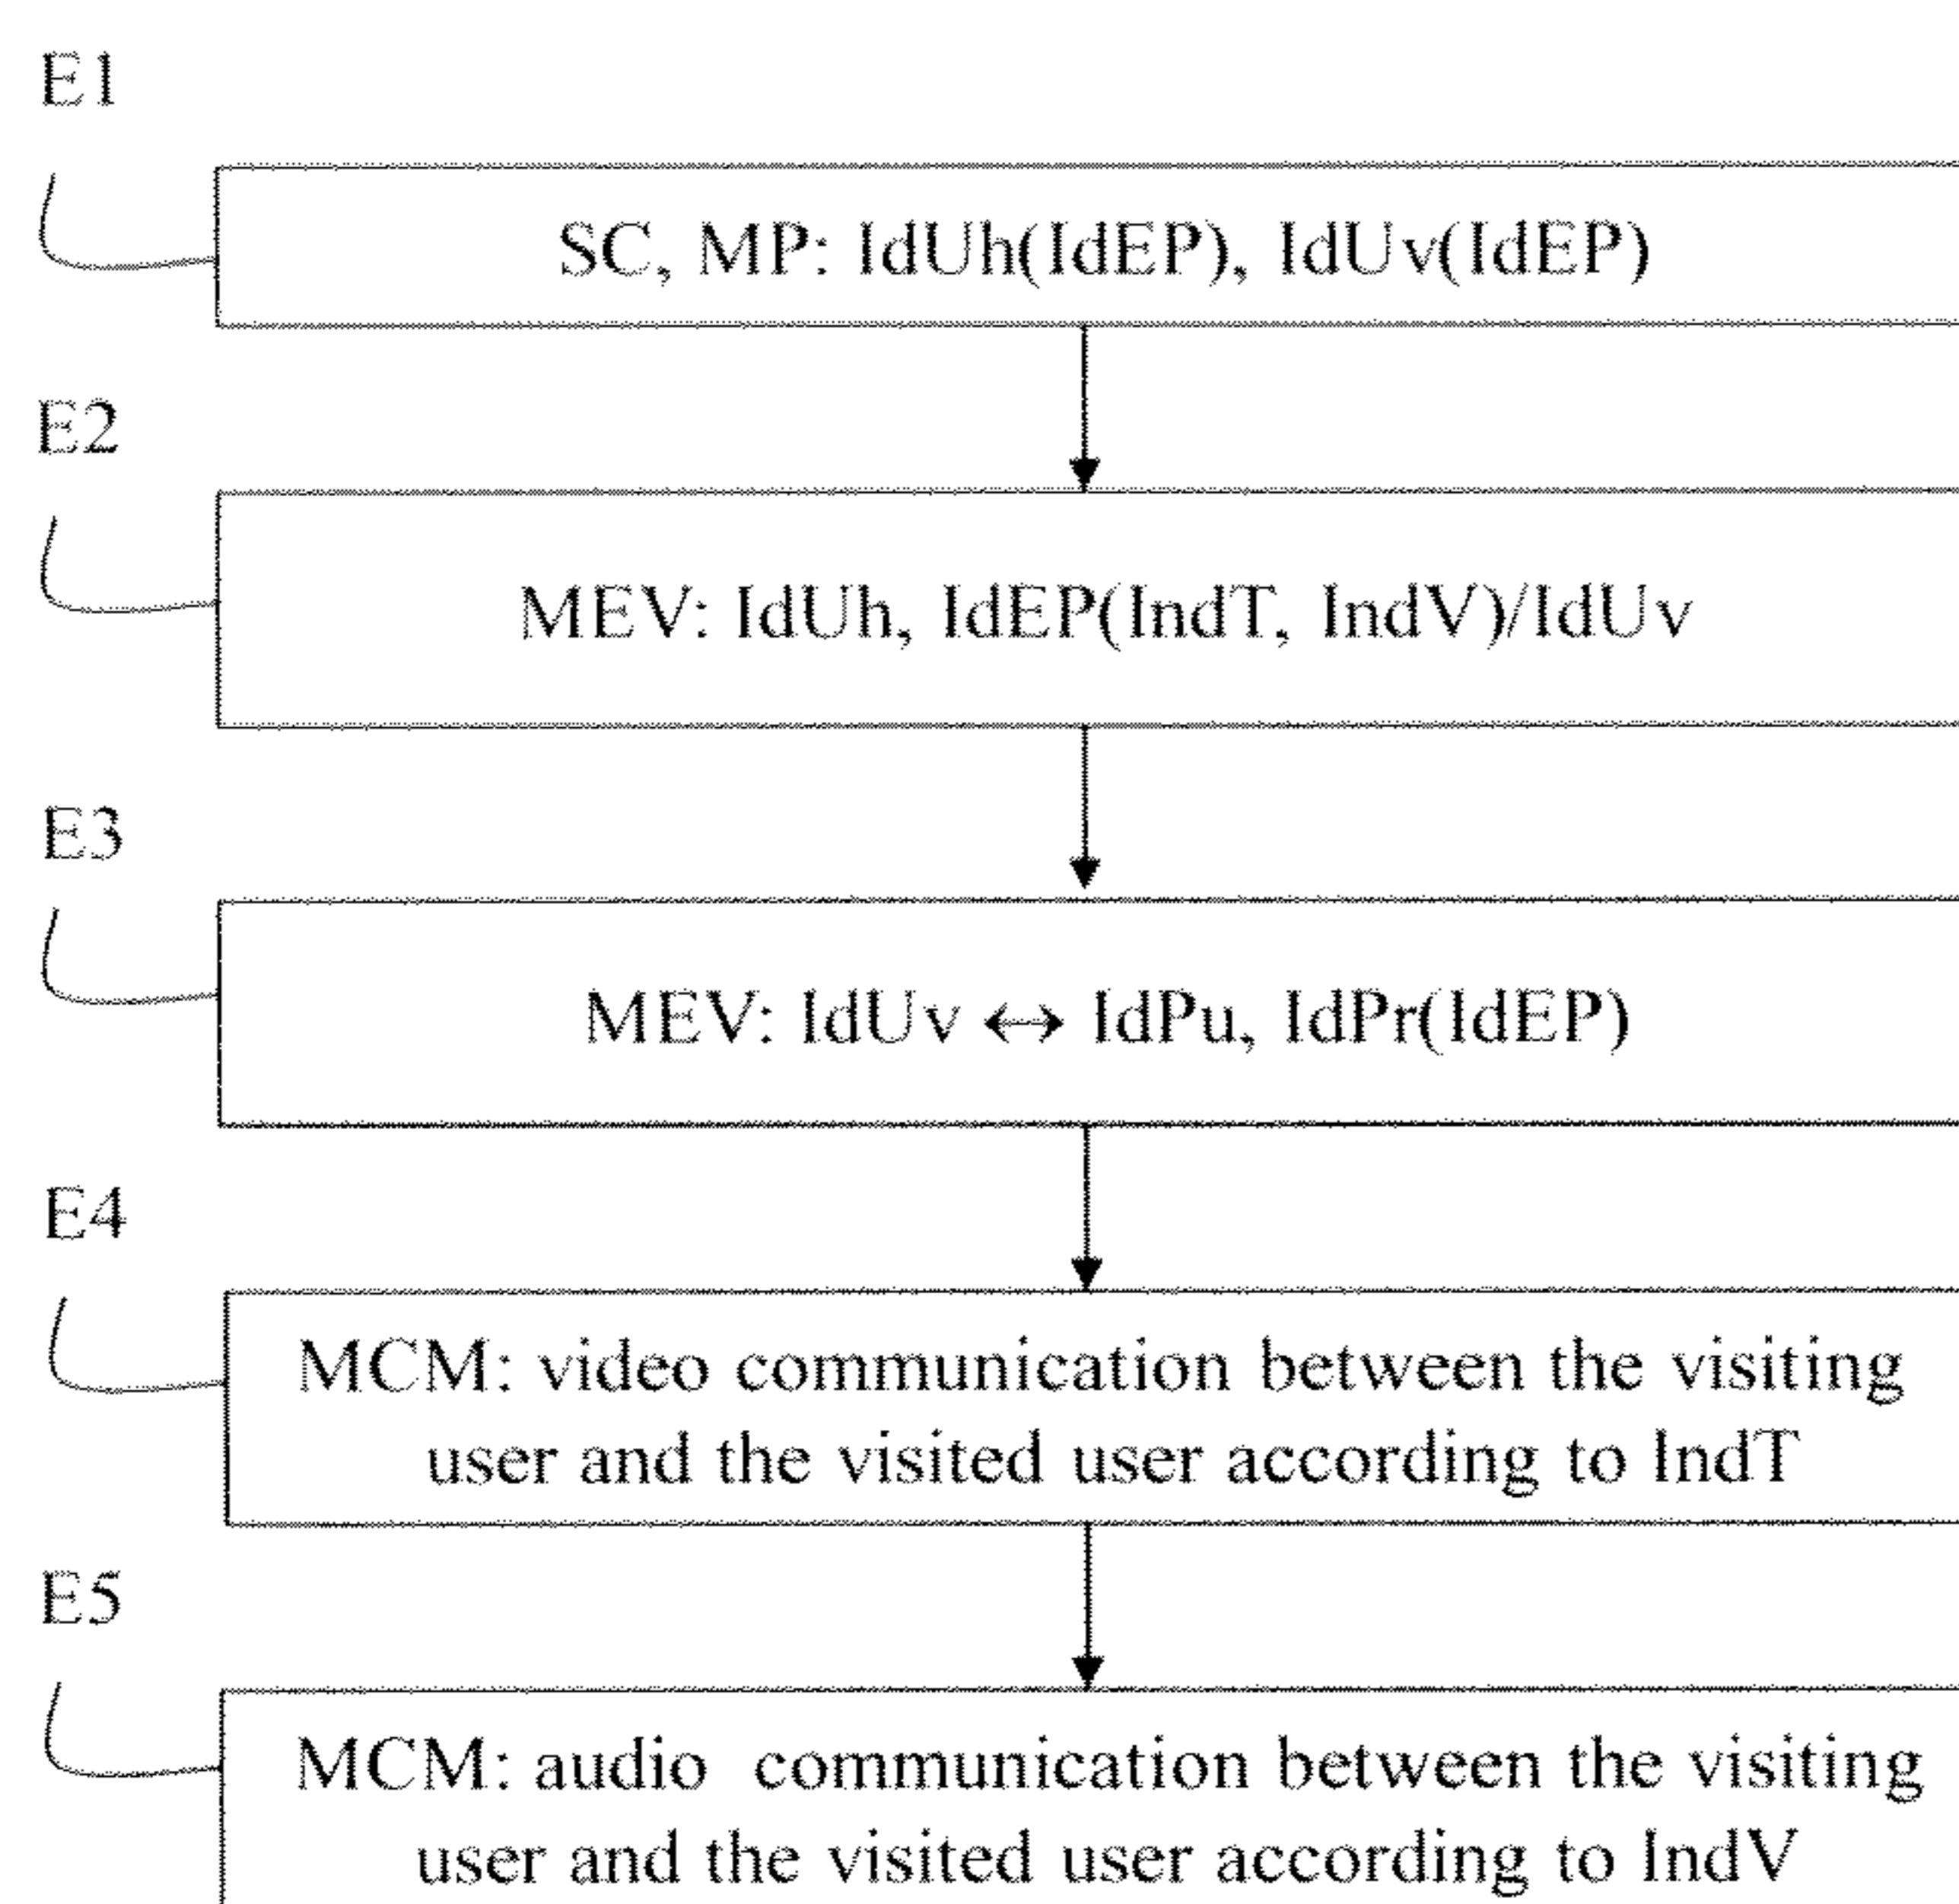 E1
SC, MP: IdUh(IdEP), IdUv(IdEP)
E2
MEV: IdUh, IdEP(IndT, IndV)/IdUv
E3
MEV: IdUv ↔ IdPu, IdPr(IdEP)
E4
MCM: video communication between the visiting
user and the visited user according to IndT
E5
MCM: audio communication between the visiting
user and the visited user according to IndV